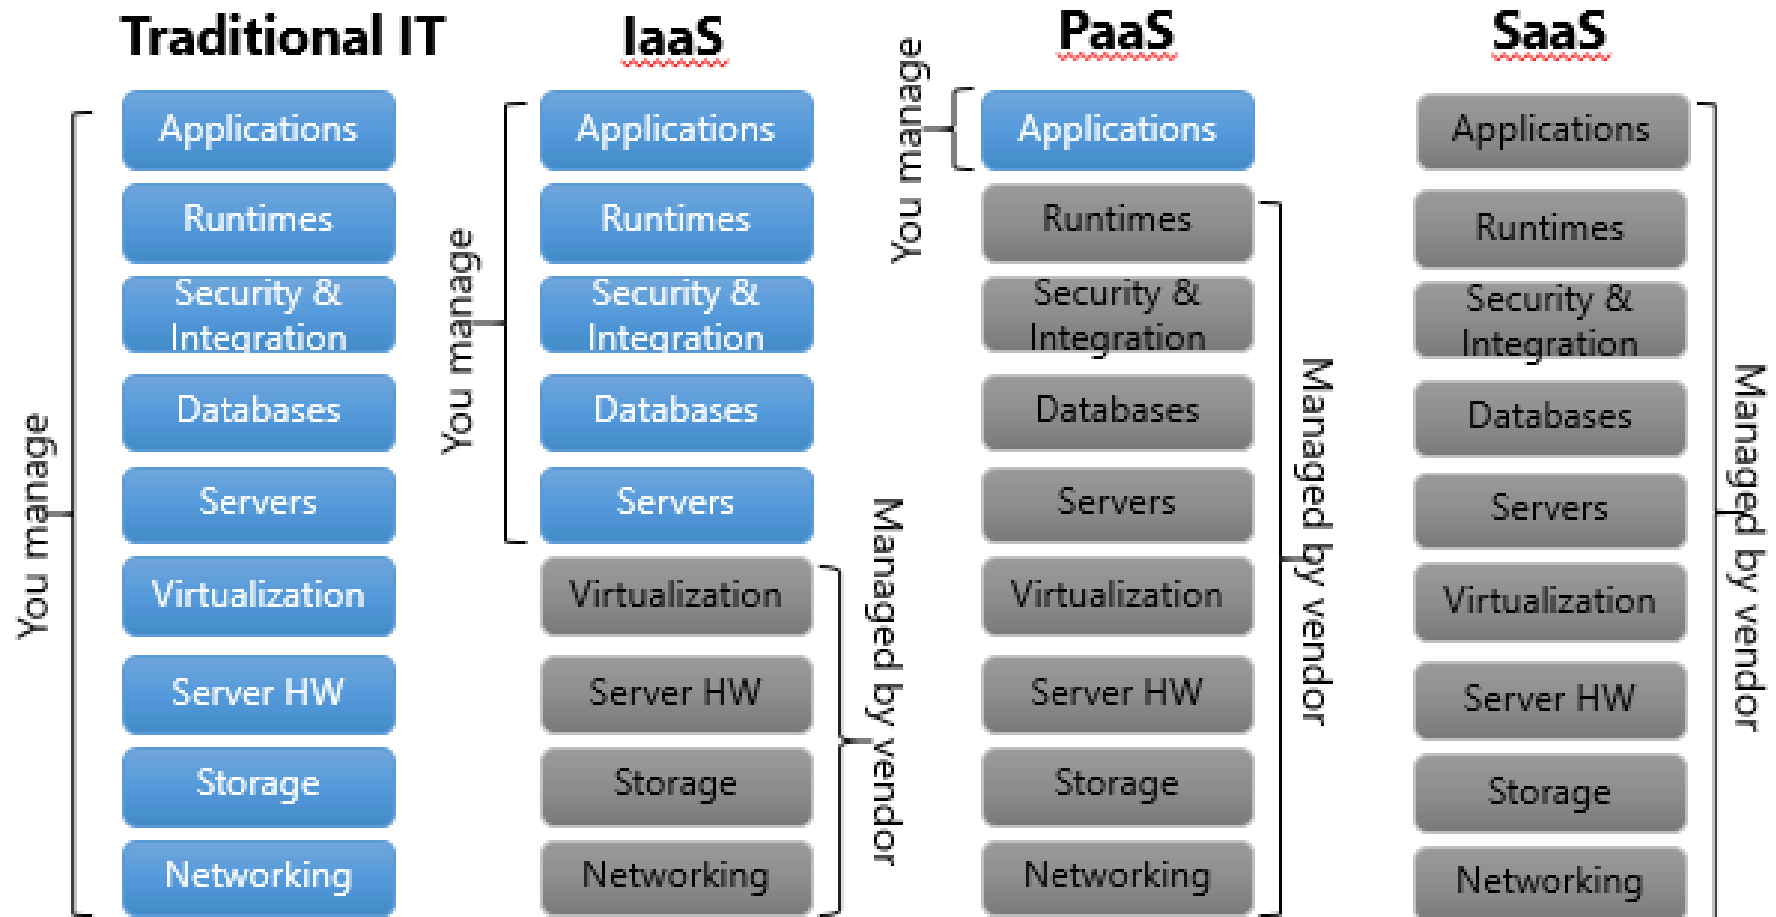 Traditional IT
IaaS
PaaS
SaaS
You manage
Applications
Runtimes
Security &
Integration
Databases
Servers
Virtualization
Server HW
Storage
Networking
You manage
Applications
Runtimes
Security &
Integration
Databases
Servers
Virtualization
Server HW
Storage
Networking
Managed by vendor
You manage
Applications
Runtimes
Security &
Integration
Databases
Servers
Virtualization
Server HW
Storage
Networking
Managed by vendor
Applications
Runtimes
Security &
Integration
Databases
Servers
Virtualization
Server HW
Storage
Networking
Managed by vendor